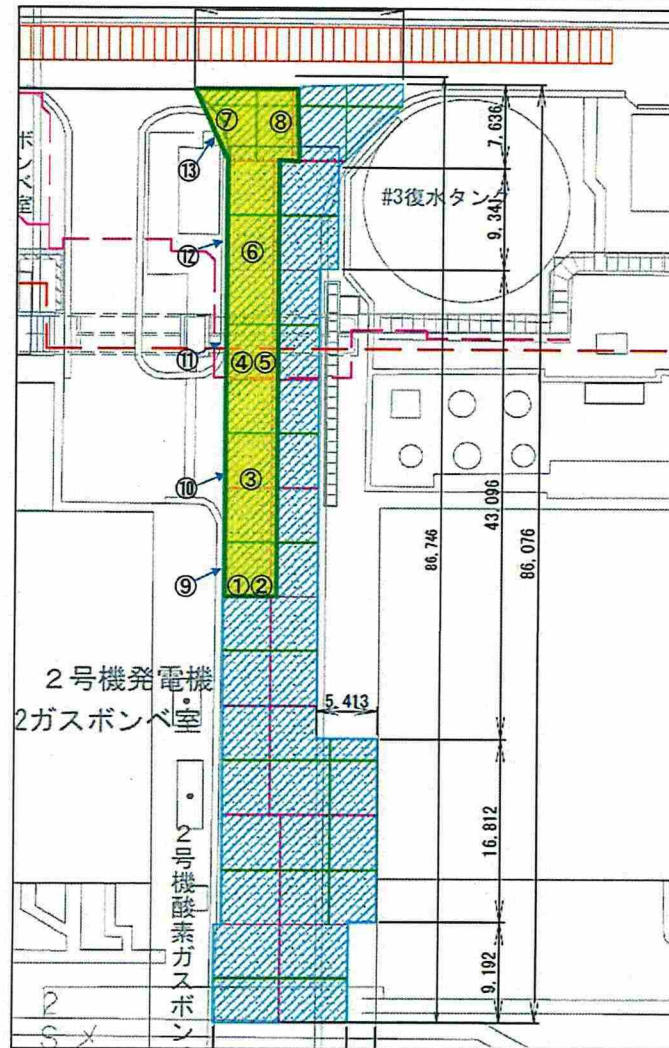 ⑦ ⑧
⑬
ボンベ室
#3復水タンク
7,636
9,341
⑫ ⑥
⑪ ④⑤
⑩ ③
⑨ ①②
43,096
86,746
86,076
2号機発電機
2ガスボンベ室
5,413
16,812
2号機酸素ガスボン
9,192
2
S